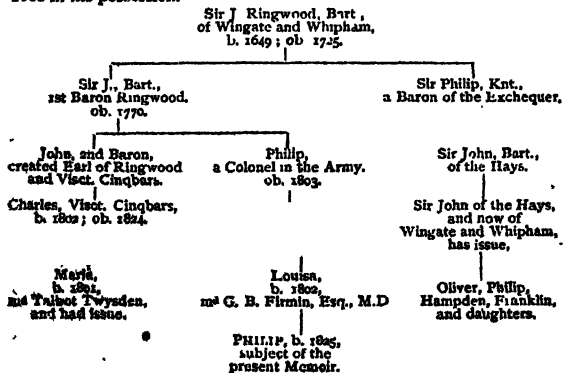 Sir J Ringwood, Bart,
of Wingate and Whipham,
b. 1649; ob 1725.
Sir J., Bart.,
1st Baron Ringwood.
ob. 1770.
Sir Philip, Knt.,
a Baron of the Exchequer.
John, 2nd Baron,
created Earl of Ringwood
and Visct. Cinqbars.
Philip,
a Colonel in the Army.
ob. 1803.
Sir John, Bart.,
of the Hays.
Charles, Visct. Cinqbars,
b. 1802; ob. 1824.
Sir John of the Hays,
and now of
Wingate and Whipham,
has issue,
Maria,
b. 1801,
md Talbot Twysden,
and had issue.
Louisa,
b. 1802,
md G. B. Firmin, Esq., M.D
Oliver, Philip,
Hampden, Franklin,
and daughters.
PHILIP, b. 1825,
subject of the
present Memoir.